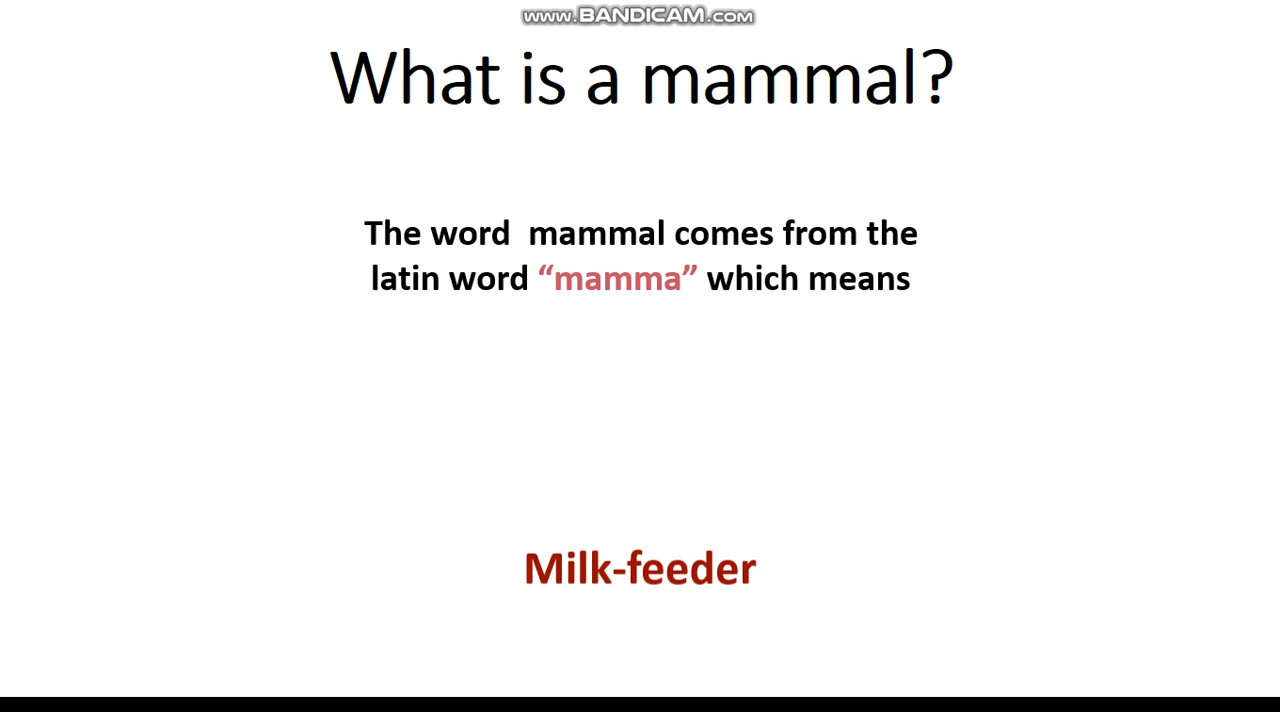 www.BANDICAM.com
What is a mammal?
The word  mammal comes from the
latin word “mamma” which means
Milk-feeder